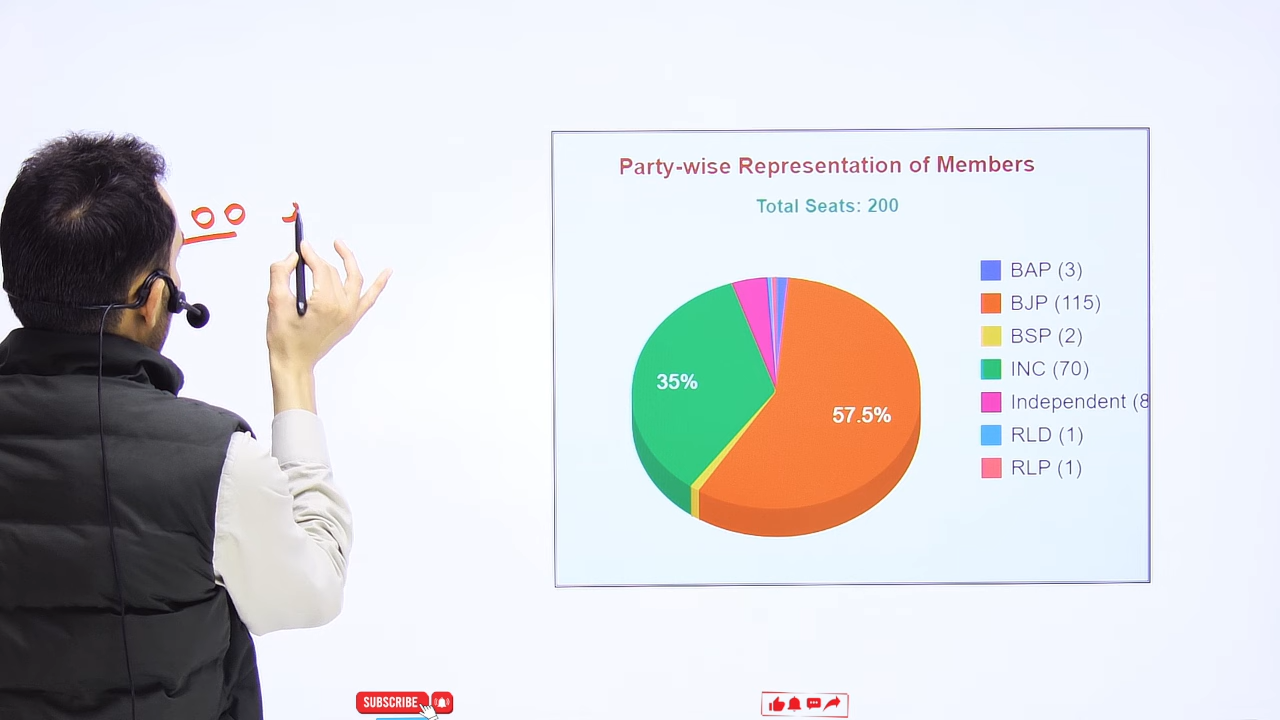 00
Party-wise Representation of Members
Total Seats: 200
BAP (3)
BJP (115)
BSP (2)
INC (70)
Independent (8
RLD (1)
RLP (1)
35%
57.5%
SUBSCRIBE